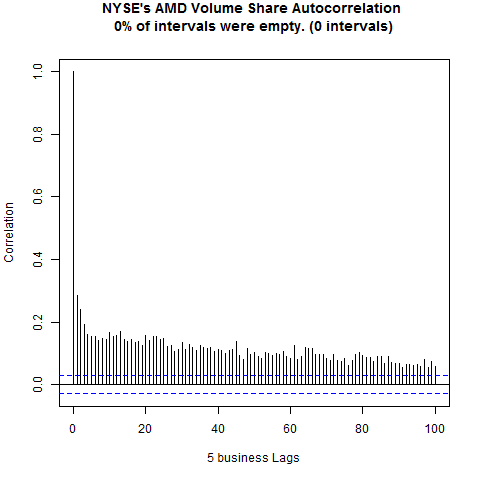 NYSE's AMD Volume Share Autocorrelation
0% of intervals were empty. (0 intervals)
1.0
0.8
0.6
0.4
0.2
0.0
Correlation
0 20 40 60 80 100
5 business Lags